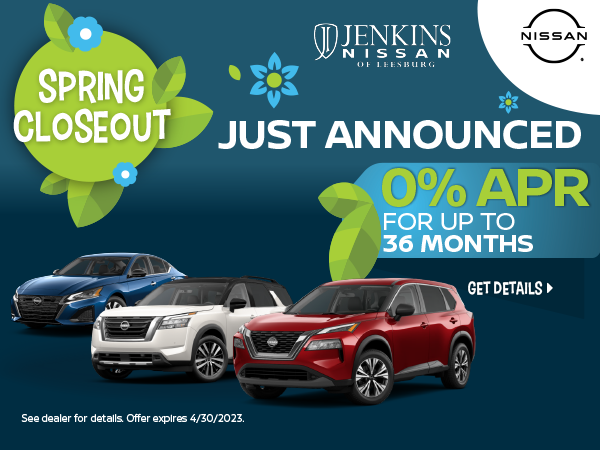 SPRING
CLOSEOUT
JENKINS
NISSAN
OF LEESBURG
NISSAN
JUST ANNOUNCED
0% APR
FOR UP TO
36 MONTHS
GET DETAILS
See dealer for details. Offer expires 4/30/2023.